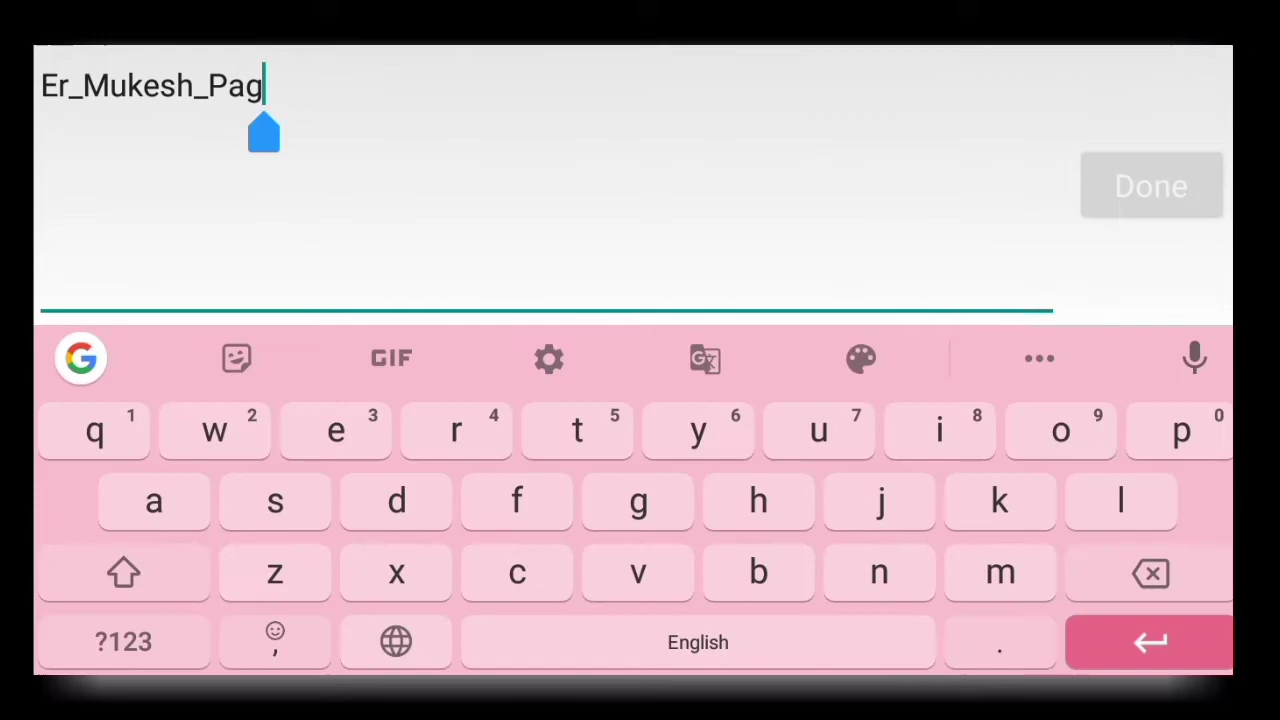 Er_Mukesh_Pag
Done
GIF
q 1 w 2 e 3 r 4 t 5 y 6 u 7 i 8 o 9 p 0
a s d f g h j k l
z x c v b n m
?123 , English .